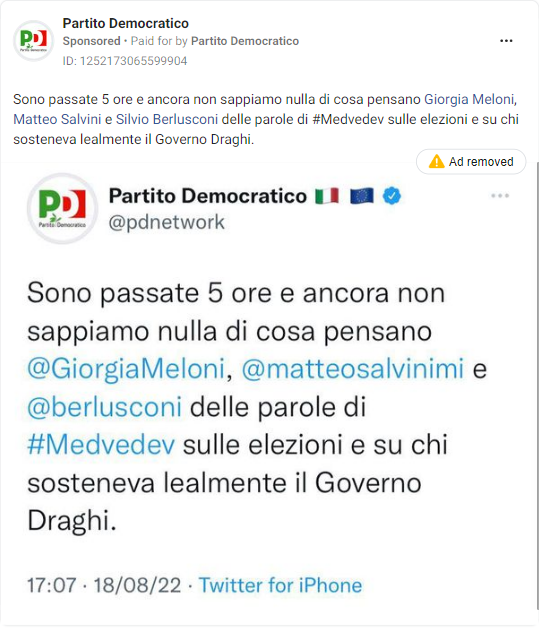 Partito Democratico
Sponsored • Paid for by Partito Democratico
ID: 1252173065599904
Sono passate 5 ore e ancora non sappiamo nulla di cosa pensano Giorgia Meloni,
Matteo Salvini e Silvio Berlusconi delle parole di #Medvedev sulle elezioni e su chi
sosteneva lealmente il Governo Draghi.
Ad removed
PD
Partito Democratico
Partito Democratico 🇮🇹 🇪🇺
@pdnetwork
Sono passate 5 ore e ancora non
sappiamo nulla di cosa pensano
@GiorgiaMeloni, @matteosalvinimi e
@berlusconi delle parole di
#Medvedev sulle elezioni e su chi
sosteneva lealmente il Governo
Draghi.
17:07 · 18/08/22 · Twitter for iPhone